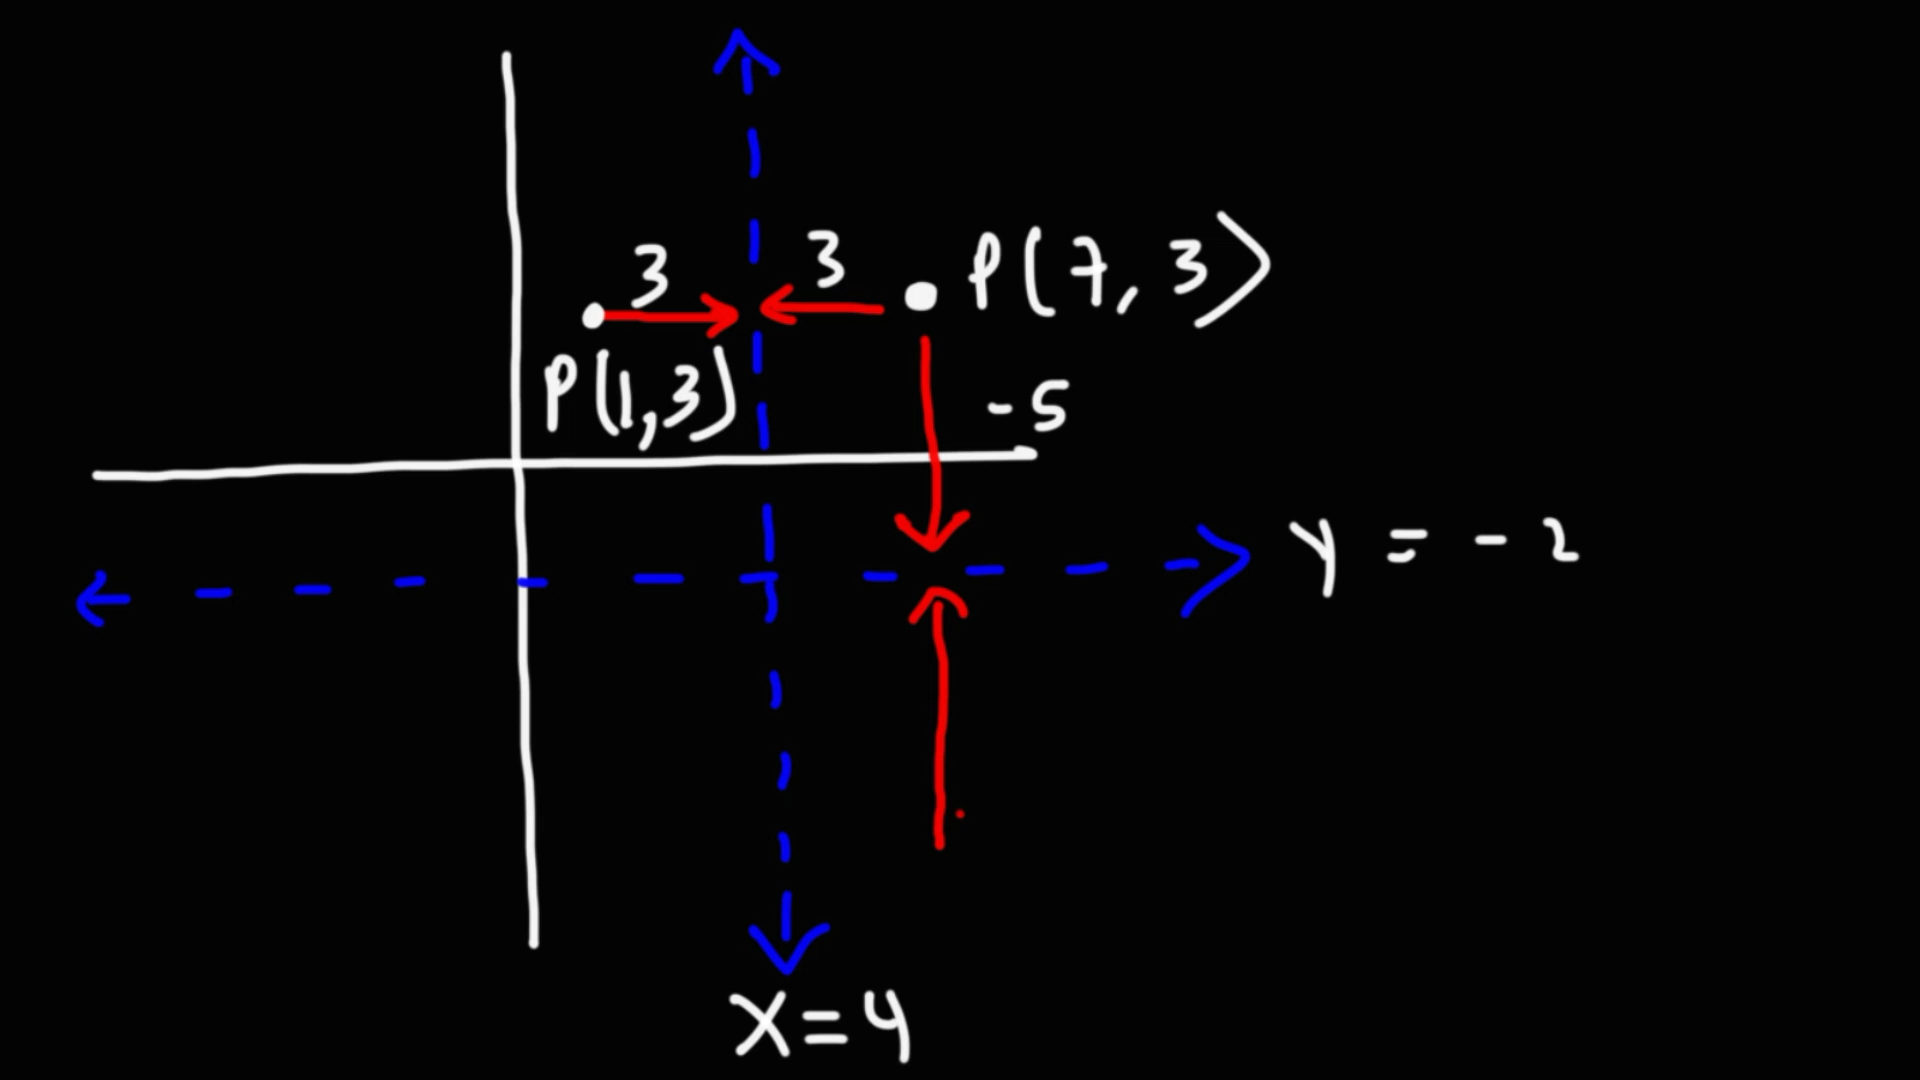 3
3
P(7, 3)
P(1, 3)
- 5
y = - 2
x = 4